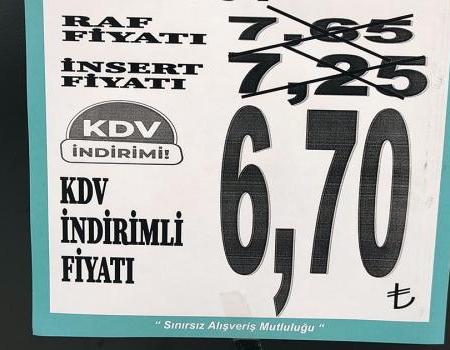 RAF
FİYATI 7,65
İNSERT
FİYATI 7,25
KDV
İNDİRİMİ!
KDV
İNDİRİMLİ
FİYATI
6,70
₺
" Sınırsız Alışveriş Mutluluğu "